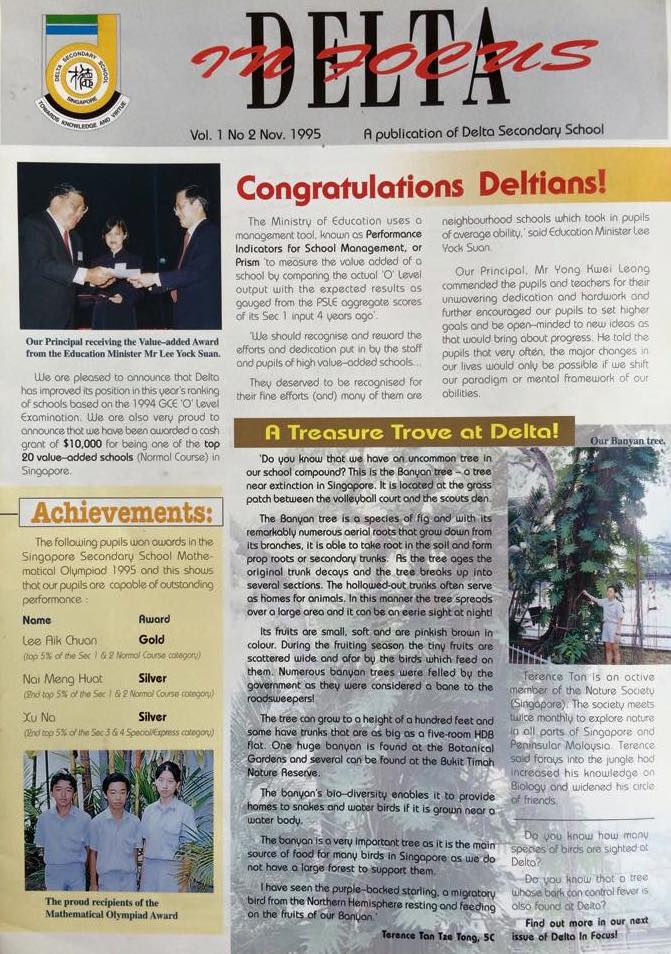 DELTA
IN FOCUS
DELTA SECONDARY SCHOOL
SINGAPORE
TOWARDS KNOWLEDGE AND VIRTUE
Vol. 1 No 2 Nov. 1995
A publication of Delta Secondary School
Our Principal receiving the Value-added Award
from the Education Minister Mr Lee Yock Suan.
We are pleased to announce that Delta
has improved its position in this year's ranking
of schools based on the 1994 GCE 'O' Level
Examination. We are also very proud to
announce that we have been awarded a cash
grant of $10,000 for being one of the top
20 value-added schools (Normal Course) in
Singapore.
Congratulations Deltians!
The Ministry of Education uses a
management tool, known as Performance
Indicators for School Management, or
Prism 'to measure the value added of a
school by comparing the actual 'O' Level
output with the expected results as
gauged from the PSLE aggregate scores
of its Sec 1 input 4 years ago'.
'We should recognise and reward the
efforts and dedication put in by the staff
and pupils of high value-added schools...
They deserved to be recognised for
their fine efforts (and) many of them are
neighbourhood schools which took in pupils
of average ability,' said Education Minister Lee
Yock Suan.
Our Principal, Mr Yong Kwei Leong
commended the pupils and teachers for their
unwavering dedication and hardwork and
further encouraged our pupils to set higher
goals and be open-minded to new ideas as
that would bring about progress. He told the
pupils that very often, the major changes in
our lives would only be possible if we shift
our paradigm or mental framework of our
abilities.
Achievements:
The following pupils won awards in the
Singapore Secondary School Mathe-
matical Olympiad 1995 and this shows
that our pupils are capable of outstanding
performance :
Name Award
Lee Aik Chuan Gold
(top 5% of the Sec 1 & 2 Normal Course category)
Nai Meng Huat Silver
(2nd top 5% of the Sec 1 & 2 Normal Course category)
Xu Na Silver
(2nd top 5% of the Sec 3 & 4 Special/Express category)
The proud recipients of the
Mathematical Olympiad Award
A Treasure Trove at Delta!
'Do you know that we have an uncommon tree in
our school compound? This is the Banyan tree - a tree
near extinction in Singapore. It is located at the grass
patch between the volleyball court and the scouts den.
The Banyan tree is a species of fig and with its
remarkably numerous aerial roots that grow down from
its branches, it is able to take root in the soil and form
prop roots or secondary trunks. As the tree ages the
original trunk decays and the tree breaks up into
several sections. The hollowed-out trunks often serve
as homes for animals. In this manner the tree spreads
over a large area and it can be an eerie sight at night!
Its fruits are small, soft and are pinkish brown in
colour. During the fruiting season the tiny fruits are
scattered wide and afar by the birds which feed on
them. Numerous banyan trees were felled by the
government as they were considered a bane to the
roadsweepers!
The tree can grow to a height of a hundred feet and
some have trunks that are as big as a five-room HDB
flat. One huge banyan is found at the Botanical
Gardens and several can be found at the Bukit Timah
Nature Reserve.
The banyan's bio-diversity enables it to provide
homes to snakes and water birds if it is grown near a
water body.
The banyan is a very important tree as it is the main
source of food for many birds in Singapore as we do
not have a large forest to support them.
I have seen the purple-backed starling, a migratory
bird from the Northern Hemisphere resting and feeding
on the fruits of our Banyan.'
Terence Tan Tze Tong, 5C
Our Banyan tree.
Terence Tan is an active
member of the Nature Society
(Singapore). The society meets
twice monthly to explore nature
in all parts of Singapore and
Peninsular Malaysia. Terence
said forays into the jungle had
increased his knowledge on
Biology and widened his circle
of friends.
Do you know how many
species of birds are sighted at
Delta?
Do you know that a tree
whose bark can control fever is
also found at Delta?
Find out more in our next
issue of Delta In Focus!